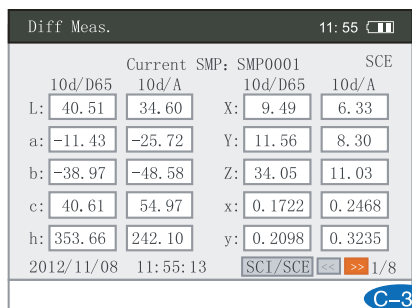 Diff Meas. 11: 55
Current SMP: SMP0001 SCE
10d/D65 10d/A 10d/D65 10d/A
L: 40.51 34.60 X: 9.49 6.33
a: -11.43 -25.72 Y: 11.56 8.30
b: -38.97 -48.58 Z: 34.05 11.03
c: 40.61 54.97 x: 0.1722 0.2468
h: 353.66 242.10 y: 0.2098 0.3235
2012/11/08 11:55:13 SCI/SCE << >> 1/8
C-3